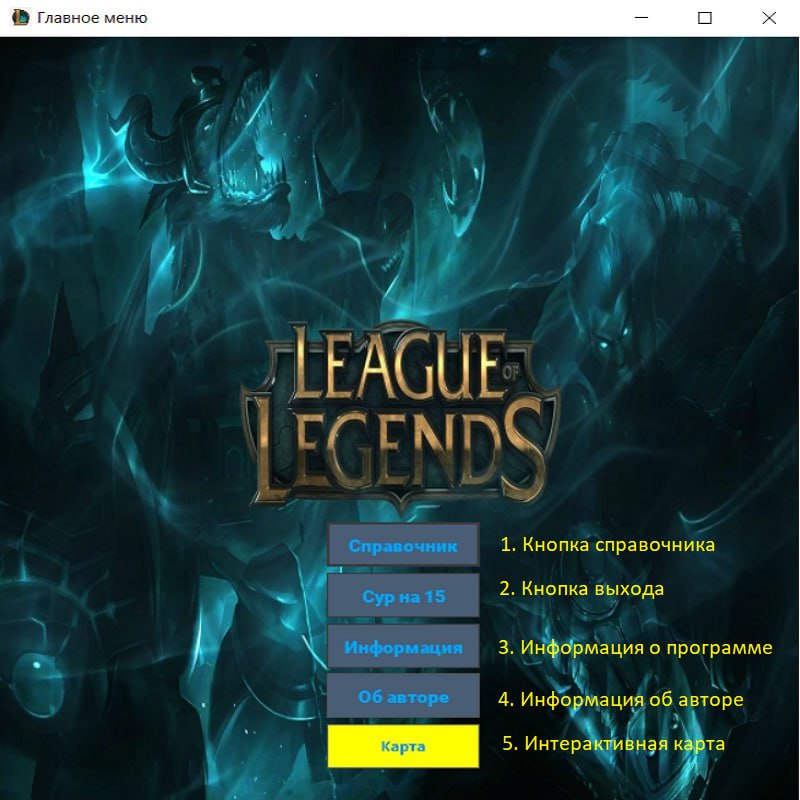 Главное меню
LEAGUE OF
LEGENDS
Справочник
1. Кнопка справочника
Сур на 15
2. Кнопка выхода
Информация
3. Информация о программе
Об авторе
4. Информация об авторе
Карта
5. Интерактивная карта